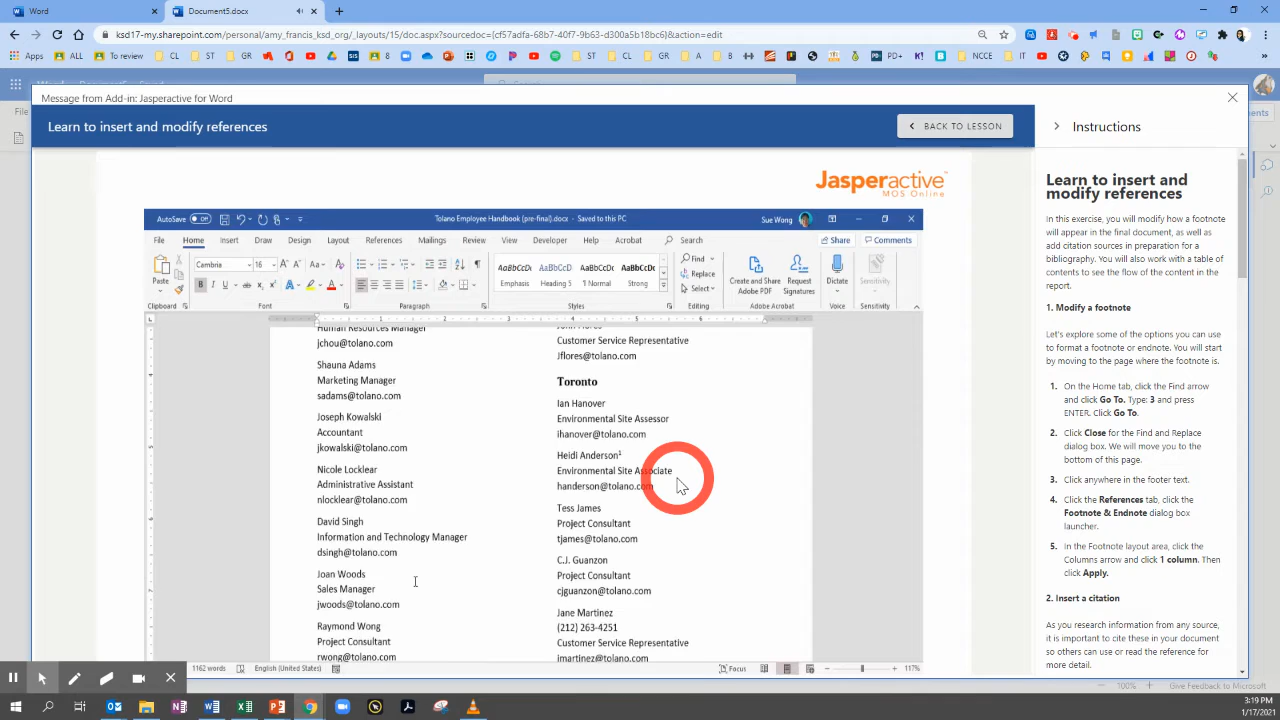 Word
Document5.docx
ksd17-my.sharepoint.com/personal/amy_francis_ksd_org/_layouts/15/doc.aspx?sourcedoc={cf57adfa-68b7-40f7-9b63-d300a5b18bc6}&action=edit
Apps ALL To review CL ST GR 8 PD ST CL GR A B PD+ K? NCCE IT CL ST
Message from Add-in: Jasperactive for Word
Learn to insert and modify references
BACK TO LESSON
Instructions
Jasperactive
MOS Online
AutoSave Off
Tolano Employee Handbook (pre-final).docx - Saved to this PC
Sue Wong
File Home Insert Draw Design Layout References Mailings Review View Developer Help Acrobat Search Share Comments
Paste
Cambria 16
AaBbCcD AaBbCcD AaBbCcD AaBbCcD
Emphasis Heading 5 ¶ Normal Strong
Find
Replace
Select
Create and Share Adobe PDF
Request Signatures
Dictate
Sensitivity
Clipboard Font Paragraph Styles Editing Adobe Acrobat Voice Sensitivity
Human Resources Manager
jchou@tolano.com
Shauna Adams
Marketing Manager
sadams@tolano.com
Joseph Kowalski
Accountant
jkowalski@tolano.com
Nicole Locklear
Administrative Assistant
nlocklear@tolano.com
David Singh
Information and Technology Manager
dsingh@tolano.com
Joan Woods
Sales Manager
jwoods@tolano.com
Raymond Wong
Project Consultant
rwong@tolano.com
John Flores
Customer Service Representative
Jflores@tolano.com
Toronto
Ian Hanover
Environmental Site Assessor
ihanover@tolano.com
Heidi Anderson¹
Environmental Site Associate
handerson@tolano.com
Tess James
Project Consultant
tjames@tolano.com
C.J. Guanzon
Project Consultant
cjguanzon@tolano.com
Jane Martinez
(212) 263-4251
Customer Service Representative
jmartinez@tolano.com
1162 words English (United States) Focus 117%
Learn to insert and
modify references
In this exercise, you will modify how a footnote
will appear in the final document, as well as
add citation sources in preparation for a
bibliography. You will also work with a table of
contents to see the flow of the content in the
report.
1. Modify a footnote
Let's explore some of the options you can use
to format a footnote or endnote. You will start
by moving to the page where the footnote is.
1. On the Home tab, click the Find arrow
and click Go To. Type: 3 and press
ENTER. Click Go To.
2. Click Close for the Find and Replace
dialog box. We will move you to the
bottom of this page.
3. Click anywhere in the footer text.
4. Click the References tab, click the
Footnote & Endnote dialog box
launcher.
5. In the Footnote layout area, click the
Columns arrow and click 1 column. Then
click Apply.
2. Insert a citation
As you research information from any source,
it is important to cite these in your document
so others can use or read the reference for
more detail.
100% Give Feedback to Microsoft
3:19 PM
1/17/2021